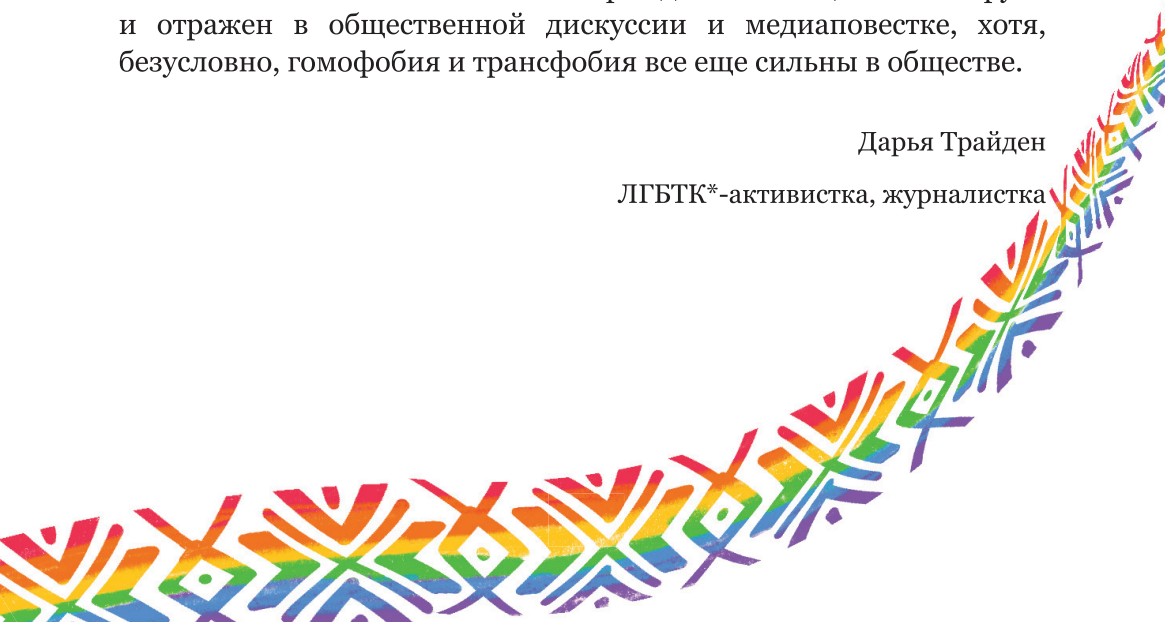 и отражен в общественной дискуссии и медиаповестке, хотя,
безусловно, гомофобия и трансфобия все еще сильны в обществе.
Дарья Трайден
ЛГБТК*-активистка, журналистка